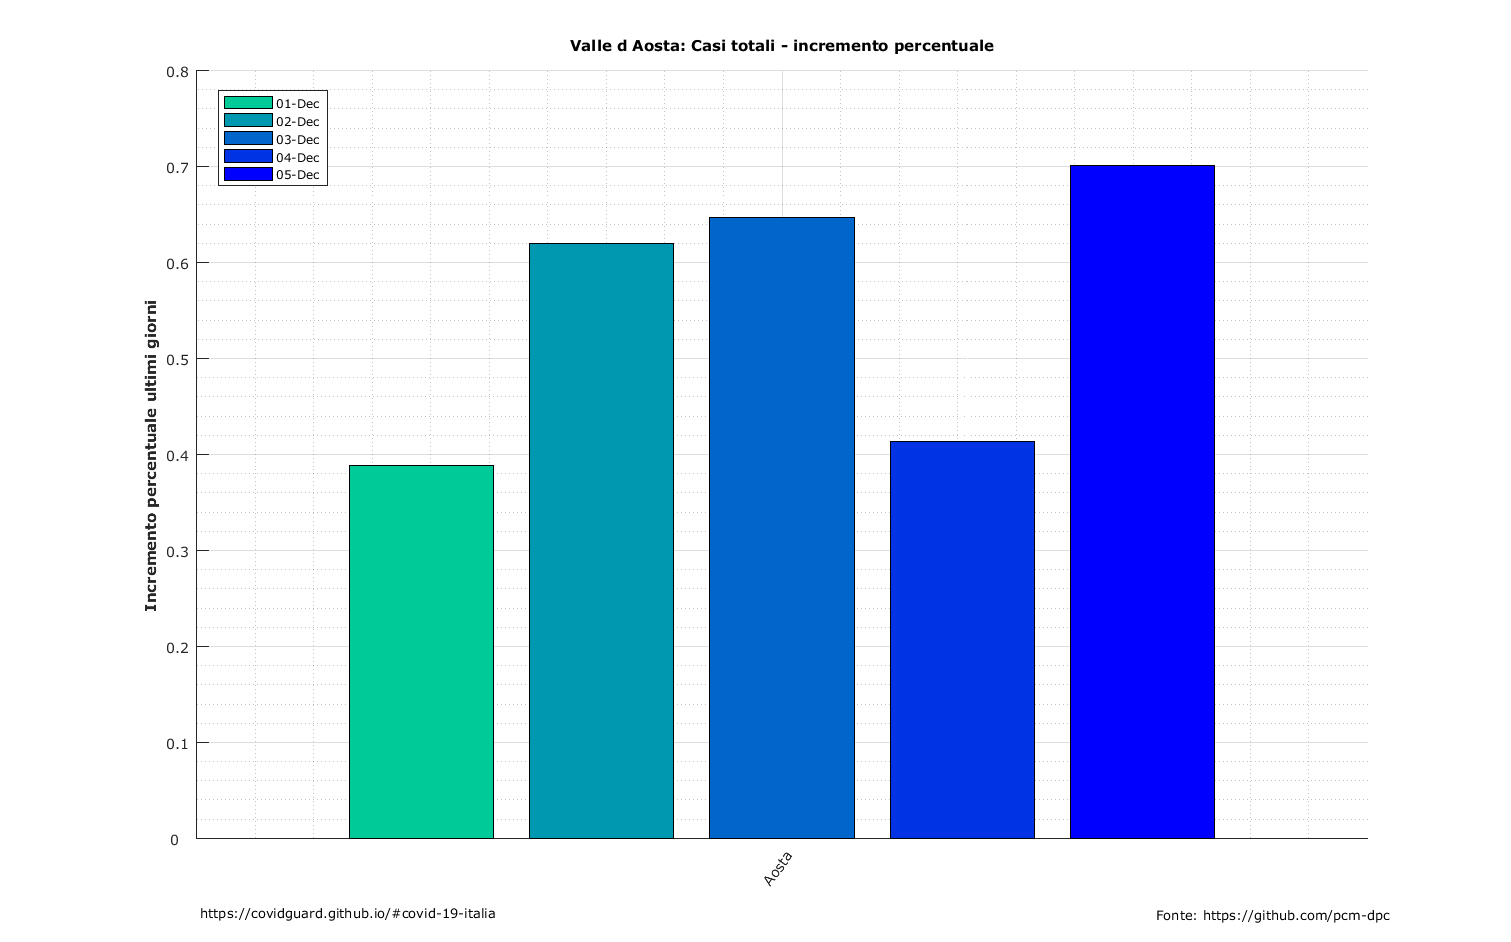 Valle d Aosta: Casi totali - incremento percentuale
0.8
0.7
0.6
0.5
0.4
0.3
0.2
0.1
0
Incremento percentuale ultimi giorni
01-Dec
02-Dec
03-Dec
04-Dec
05-Dec
Aosta
https://covidguard.github.io/#covid-19-italia
Fonte: https://github.com/pcm-dpc